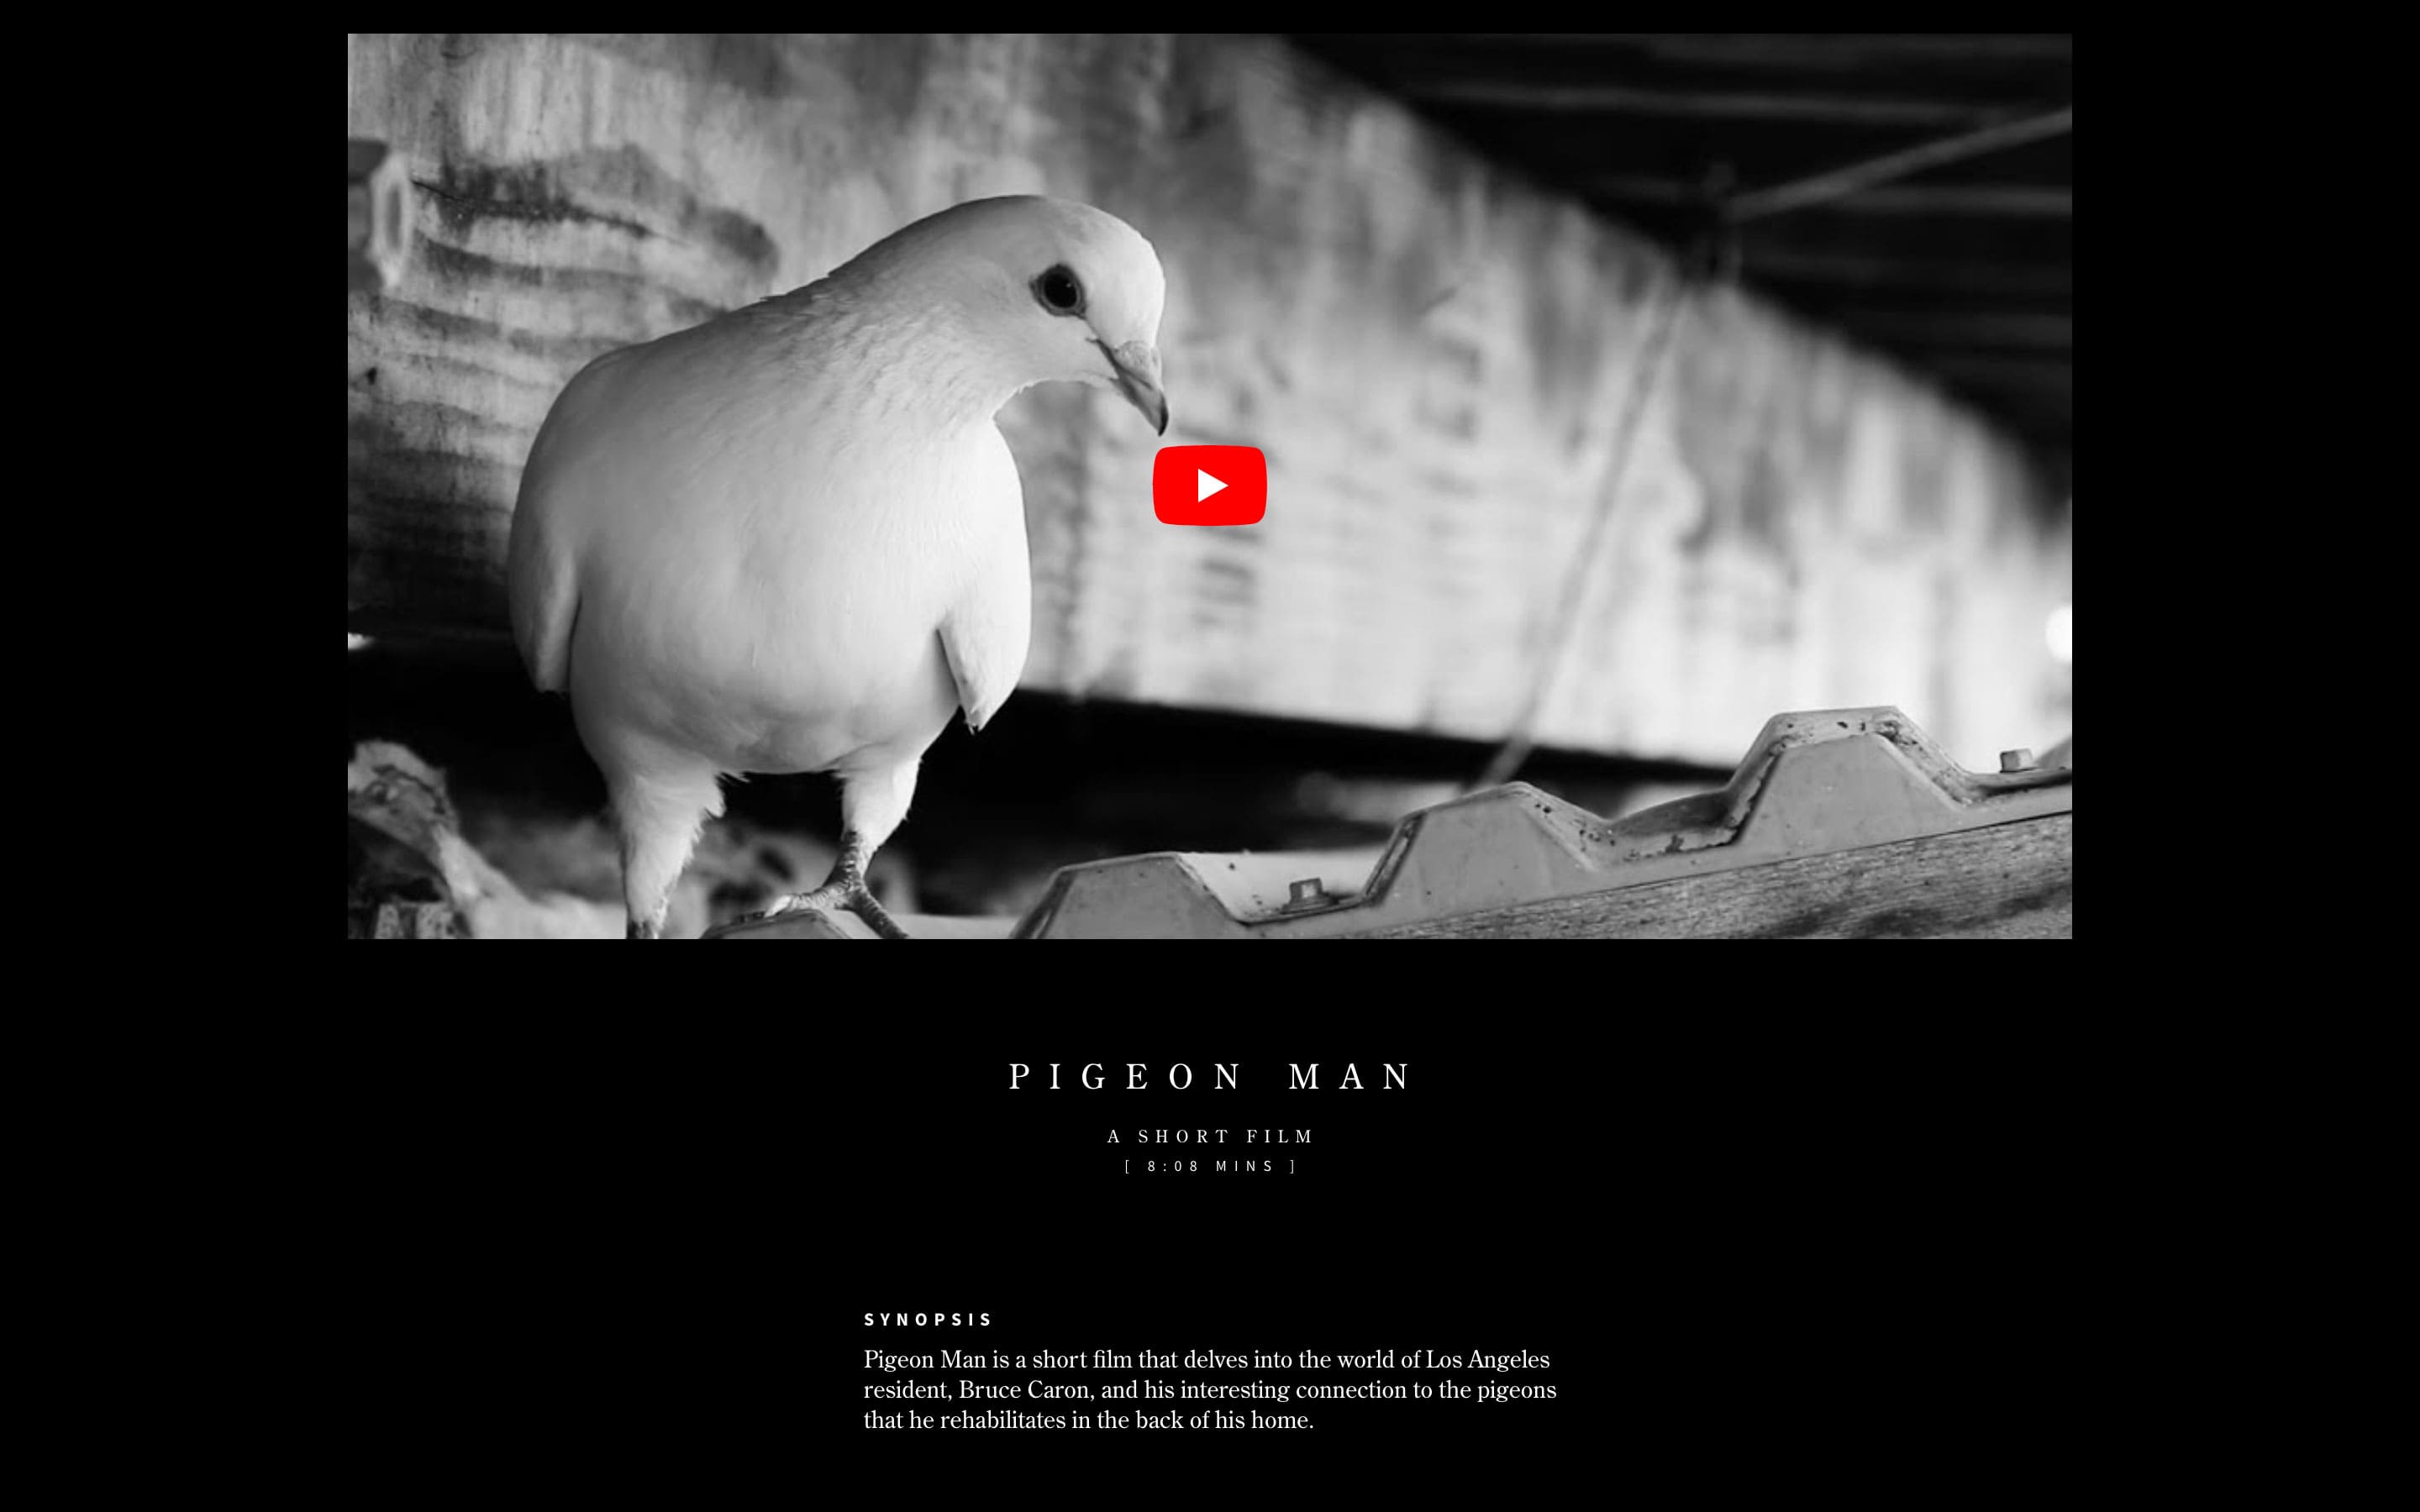 PIGEON MAN
A SHORT FILM
[ 8:08 MINS ]
SYNOPSIS
Pigeon Man is a short film that delves into the world of Los Angeles
resident, Bruce Caron, and his interesting connection to the pigeons
that he rehabilitates in the back of his home.